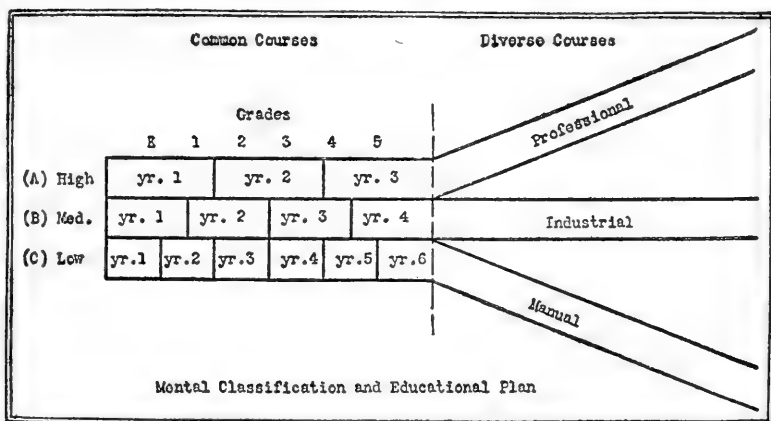 Common Courses Diverse Courses
Grades
K 1 2 3 4 5
Professional
(A) High yr. 1 yr. 2 yr. 3
(B) Med. yr. 1 yr. 2 yr. 3 yr. 4 Industrial
(C) Low yr.1 yr.2 yr.3 yr.4 yr.5 yr.6
Manual
Mental Classification and Educational Plan